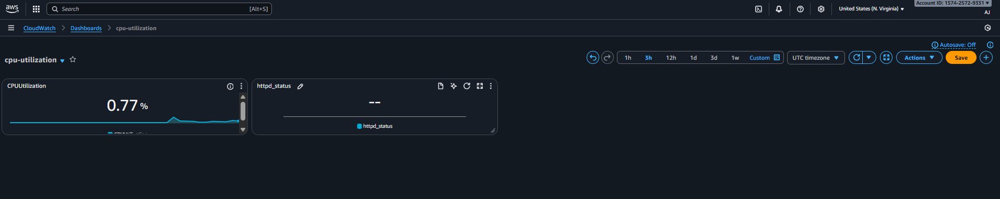 aws
Search [Alt+S]
United States (N. Virginia)
Account ID: 1574-2572-9331
AJ
CloudWatch > Dashboards > cpu-utilization
Autosave: Off
cpu-utilization
1h 3h 12h 1d 3d 1w Custom UTC timezone Actions Save
CPUUtilization
0.77 %
CPUUtilization
httpd_status
--
httpd_status